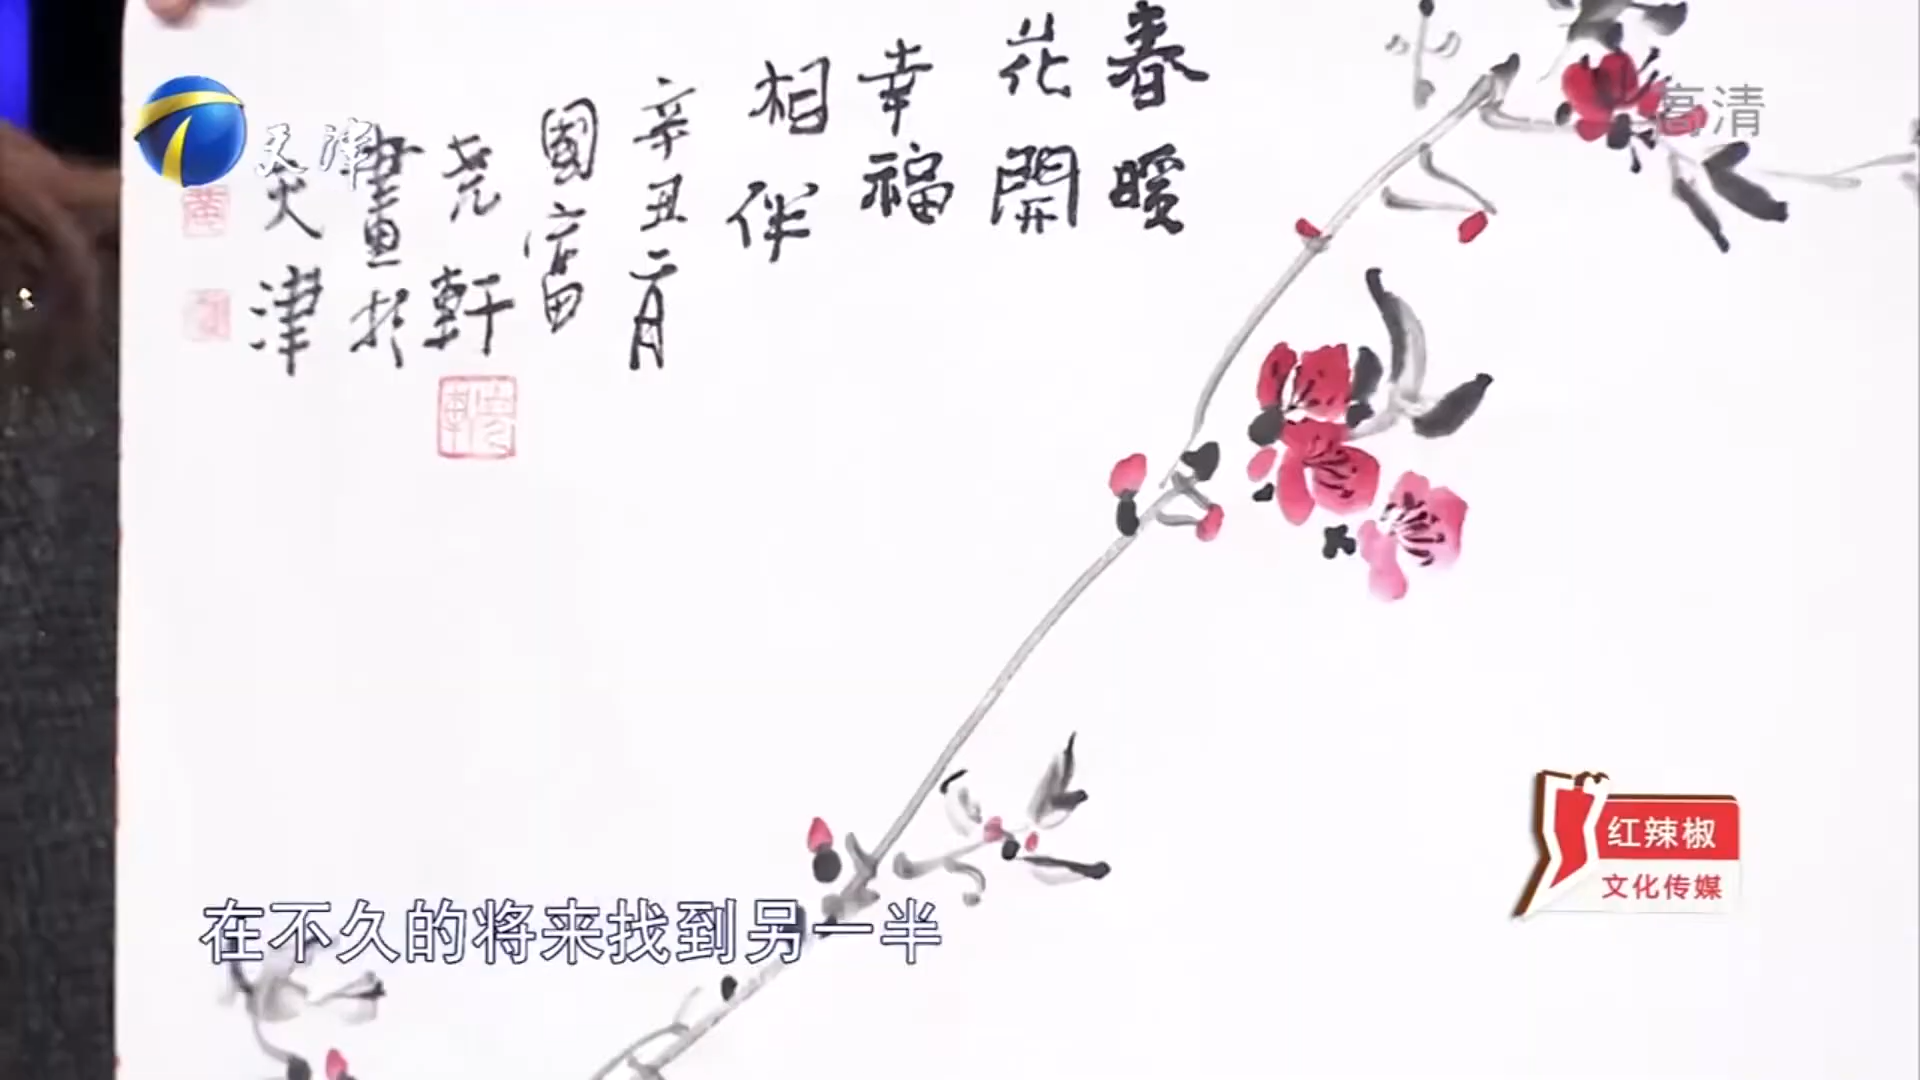 春暖
花開
幸福
相伴
辛丑二月
國富
堯軒
畫於
天津
天津
高清
红辣椒
文化传媒
在不久的将来找到另一半